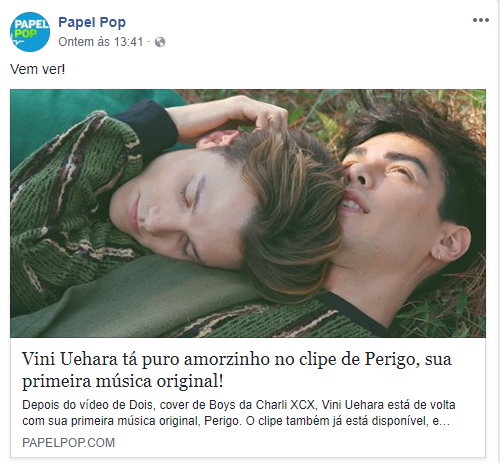 PAPEL
POP
Papel Pop
Ontem às 13:41 ·
Vem ver!
Vini Uehara tá puro amorzinho no clipe de Perigo, sua
primeira música original!
Depois do vídeo de Dois, cover de Boys da Charli XCX, Vini Uehara está de volta
com sua primeira música original, Perigo. O clipe também já está disponível, e…
PAPELPOP.COM